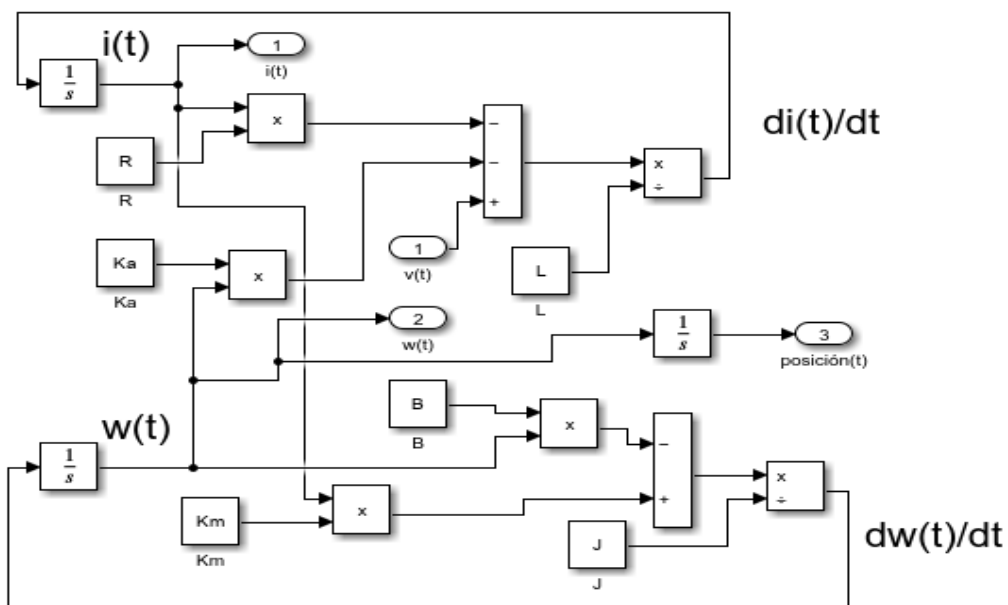 i(t)
1
s
1
i(t)
x
R
R
−
−
+
x
÷
di(t)/dt
Ka
Ka
x
1
v(t)
L
L
2
w(t)
1
s
3
posición(t)
w(t)
1
s
B
B
x
−
+
x
÷
Km
Km
x
J
J
dw(t)/dt